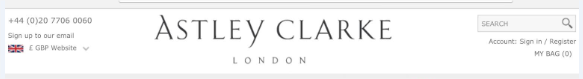 +44 (0)20 7706 0060
Sign up to our email
£ GBP Website
ASTLEY CLARKE
LONDON
SEARCH
Account: Sign in / Register
MY BAG (0)